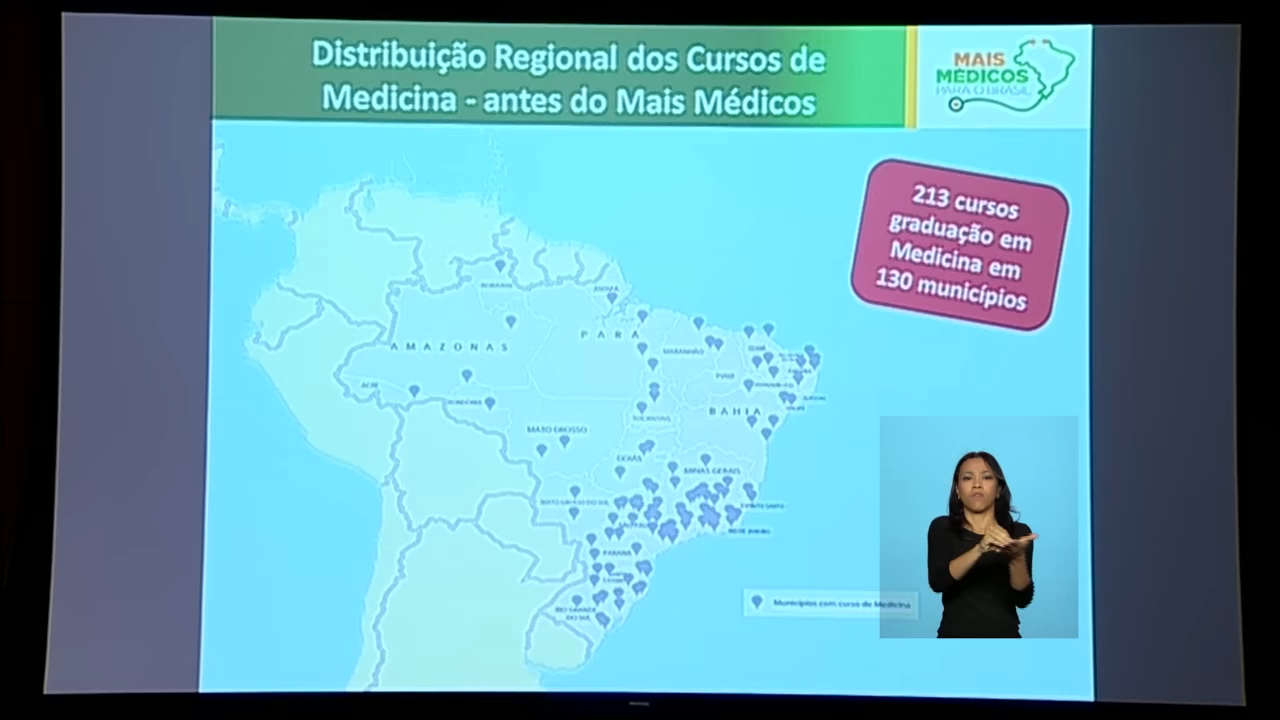 Distribuição Regional dos Cursos de
Medicina - antes do Mais Médicos
MAIS
MÉDICOS
PARA O BRASIL
213 cursos
graduação em
Medicina em
130 municípios
RORAIMA
AMAPÁ
PARÁ
AMAZONAS
MARANHÃO
CEARÁ
PIAUÍ
PERNAMBUCO
ACRE
RONDÔNIA
TOCANTINS
BAHIA
MATO GROSSO
GOIÁS
MINAS GERAIS
MATO GROSSO DO SUL
ESPÍRITO SANTO
RIO DE JANEIRO
PARANÁ
RIO GRANDE
DO SUL
Municípios com curso de Medicina